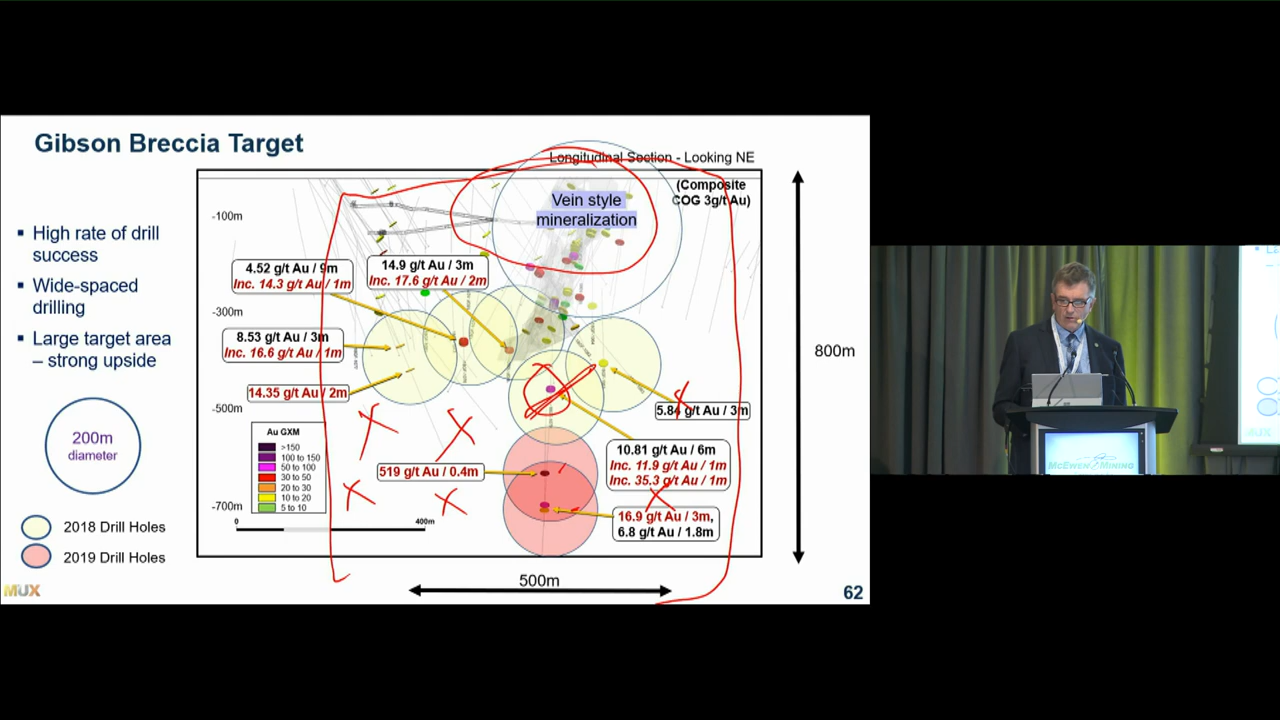 Gibson Breccia Target
Longitudinal Section - Looking NE
(Composite
COG 3g/t Au)
Vein style
mineralization
▪ High rate of drill
success
▪ Wide-spaced
drilling
▪ Large target area
– strong upside
200m
diameter
2018 Drill Holes
2019 Drill Holes
-100m
-300m
-500m
-700m
4.52 g/t Au / 9m
Inc. 14.3 g/t Au / 1m
14.9 g/t Au / 3m
Inc. 17.6 g/t Au / 2m
8.53 g/t Au / 3m
Inc. 16.6 g/t Au / 1m
14.35 g/t Au / 2m
5.84 g/t Au / 3m
10.81 g/t Au / 6m
Inc. 11.9 g/t Au / 1m
Inc. 35.3 g/t Au / 1m
519 g/t Au / 0.4m
16.9 g/t Au / 3m,
6.8 g/t Au / 1.8m
Au GXM
>150
100 to 150
50 to 100
30 to 50
20 to 30
10 to 20
5 to 10
0
400m
500m
800m
MUX
62
MCEWEN MINING